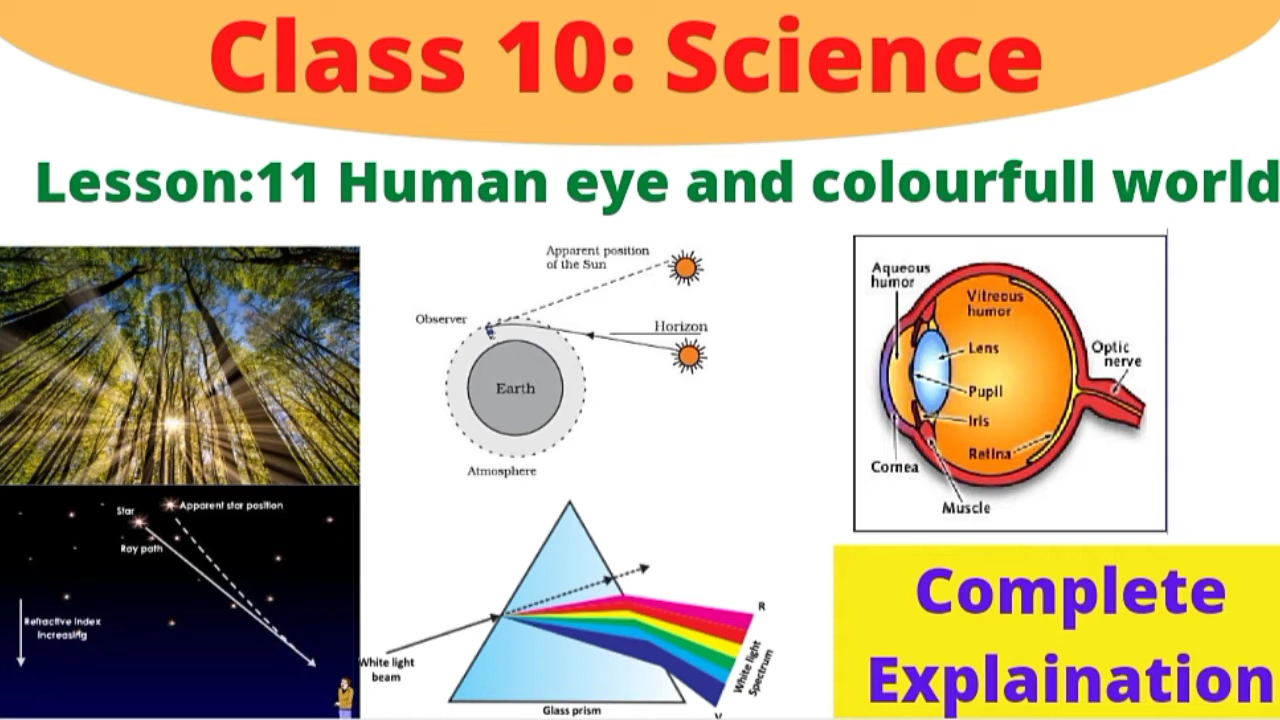 Class 10: Science
Lesson:11 Human eye and colourfull world
Apparent position
of the Sun
Observer
Horizon
Earth
Atmosphere
Aqueous
humor
Vitreous
humor
Lens
Optic
nerve
Pupil
Iris
Retina
Cornea
Muscle
Star
Apparent star position
Ray path
Refractive index
increasing
White light
beam
R
White light
Spectrum
V
Glass prism
Complete
Explaination